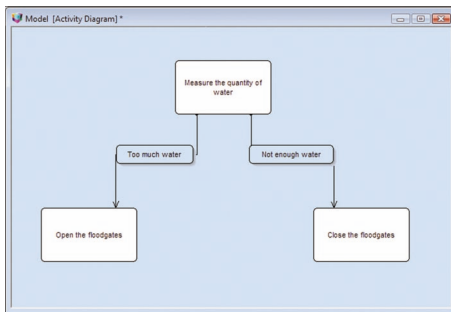 Model [Activity Diagram] *
Measure the quantity of
water
Too much water
Not enough water
Open the floodgates
Close the floodgates